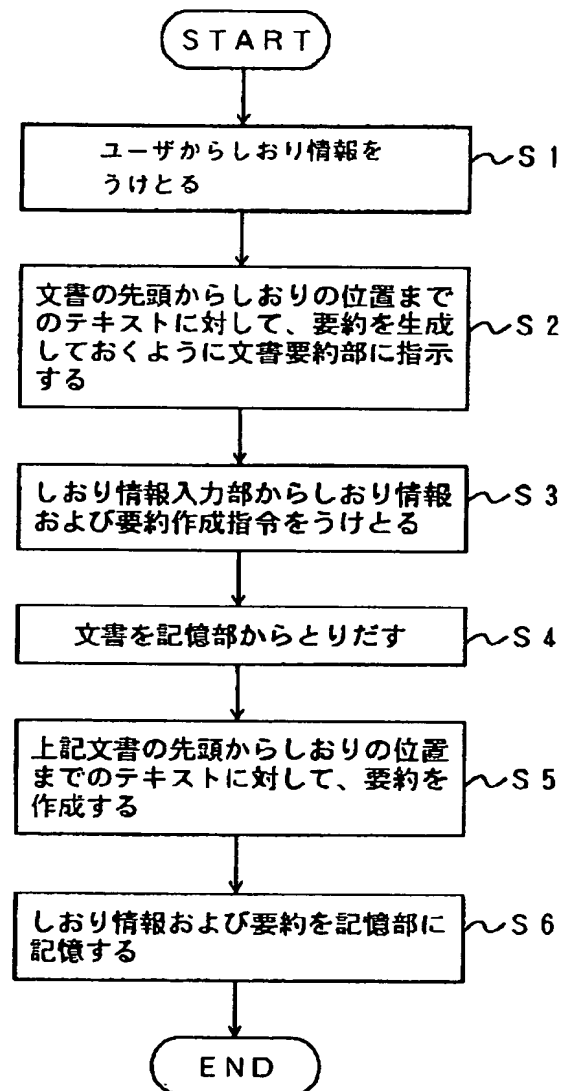 START
ユーザからしおり情報を
うけとる
S1
文書の先頭からしおりの位置まで
のテキストに対して、要約を生成
しておくように文書要約部に指示
する
S2
しおり情報入力部からしおり情報
および要約作成指令をうけとる
S3
文書を記憶部からとりだす
S4
上記文書の先頭からしおりの位置
までのテキストに対して、要約を
作成する
S5
しおり情報および要約を記憶部に
記憶する
S6
END